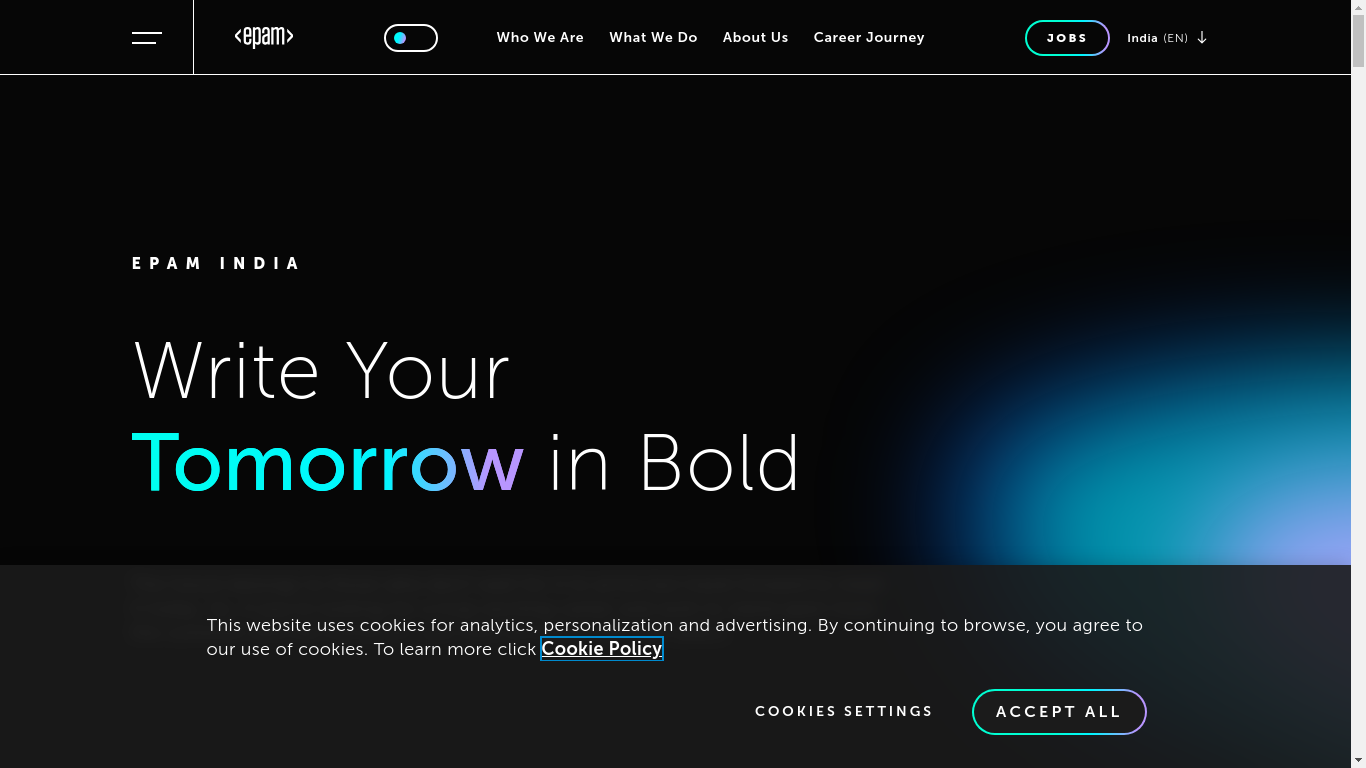 <epam>
Who We Are
What We Do
About Us
Career Journey
JOBS
India (EN)
EPAM INDIA
Write Your
Tomorrow in Bold
This website uses cookies for analytics, personalization and advertising. By continuing to browse, you agree to
our use of cookies. To learn more click Cookie Policy
COOKIES SETTINGS
ACCEPT ALL